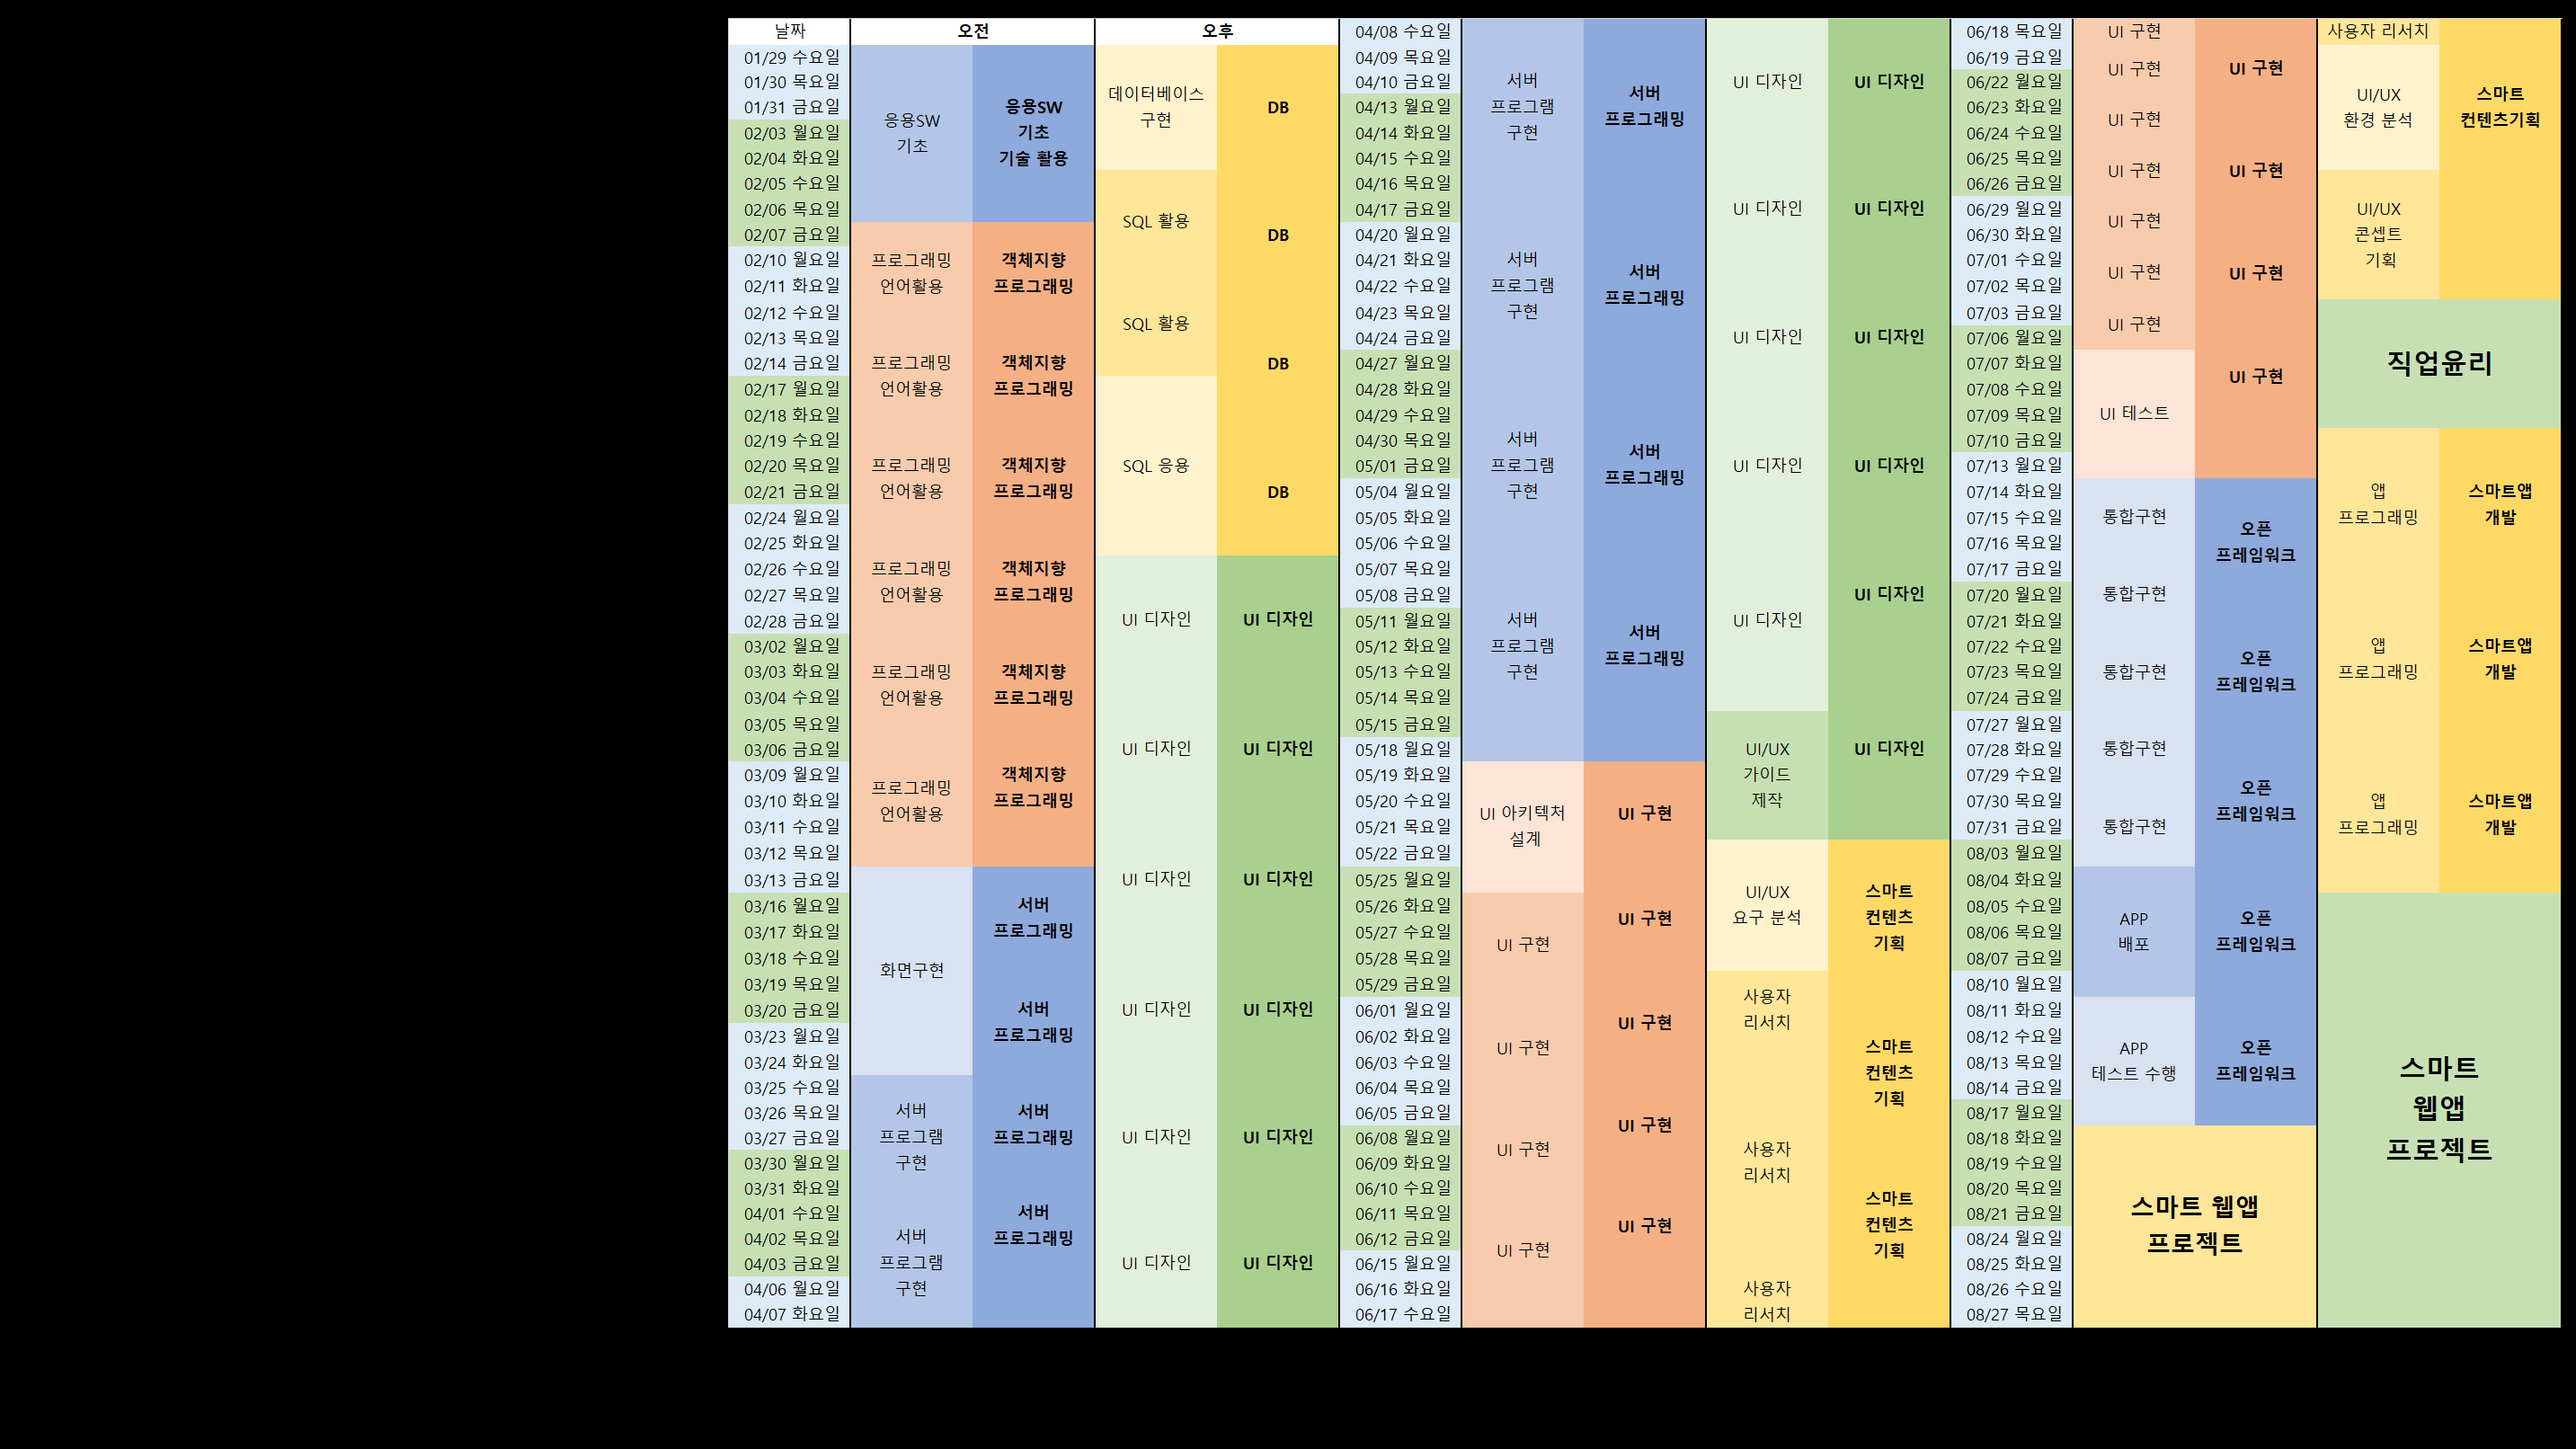 날짜
01/29 수요일
01/30 목요일
01/31 금요일
02/03 월요일
02/04 화요일
02/05 수요일
02/06 목요일
02/07 금요일
02/10 월요일
02/11 화요일
02/12 수요일
02/13 목요일
02/14 금요일
02/17 월요일
02/18 화요일
02/19 수요일
02/20 목요일
02/21 금요일
02/24 월요일
02/25 화요일
02/26 수요일
02/27 목요일
02/28 금요일
03/02 월요일
03/03 화요일
03/04 수요일
03/05 목요일
03/06 금요일
03/09 월요일
03/10 화요일
03/11 수요일
03/12 목요일
03/13 금요일
03/16 월요일
03/17 화요일
03/18 수요일
03/19 목요일
03/20 금요일
03/23 월요일
03/24 화요일
03/25 수요일
03/26 목요일
03/27 금요일
03/30 월요일
03/31 화요일
04/01 수요일
04/02 목요일
04/03 금요일
04/06 월요일
04/07 화요일
오전
응용SW
기초
프로그래밍
언어활용
프로그래밍
언어활용
프로그래밍
언어활용
프로그래밍
언어활용
프로그래밍
언어활용
프로그래밍
언어활용
화면구현
서버
프로그램
구현
서버
프로그램
구현
응용SW
기초
기술 활용
객체지향
프로그래밍
객체지향
프로그래밍
객체지향
프로그래밍
객체지향
프로그래밍
객체지향
프로그래밍
객체지향
프로그래밍
서버
프로그래밍
서버
프로그래밍
서버
프로그래밍
서버
프로그래밍
오후
데이터베이스
구현
SQL 활용
SQL 활용
SQL 응용
UI 디자인
UI 디자인
UI 디자인
UI 디자인
UI 디자인
UI 디자인
DB
DB
DB
DB
UI 디자인
UI 디자인
UI 디자인
UI 디자인
UI 디자인
UI 디자인
04/08 수요일
04/09 목요일
04/10 금요일
04/13 월요일
04/14 화요일
04/15 수요일
04/16 목요일
04/17 금요일
04/20 월요일
04/21 화요일
04/22 수요일
04/23 목요일
04/24 금요일
04/27 월요일
04/28 화요일
04/29 수요일
04/30 목요일
05/01 금요일
05/04 월요일
05/05 화요일
05/06 수요일
05/07 목요일
05/08 금요일
05/11 월요일
05/12 화요일
05/13 수요일
05/14 목요일
05/15 금요일
05/18 월요일
05/19 화요일
05/20 수요일
05/21 목요일
05/22 금요일
05/25 월요일
05/26 화요일
05/27 수요일
05/28 목요일
05/29 금요일
06/01 월요일
06/02 화요일
06/03 수요일
06/04 목요일
06/05 금요일
06/08 월요일
06/09 화요일
06/10 수요일
06/11 목요일
06/12 금요일
06/15 월요일
06/16 화요일
06/17 수요일
서버
프로그램
구현
서버
프로그램
구현
서버
프로그램
구현
서버
프로그램
구현
UI 아키텍처
설계
UI 구현
UI 구현
UI 구현
UI 구현
서버
프로그래밍
서버
프로그래밍
서버
프로그래밍
서버
프로그래밍
UI 구현
UI 구현
UI 구현
UI 구현
UI 구현
UI 디자인
UI 디자인
UI 디자인
UI 디자인
UI 디자인
UI/UX
가이드
제작
UI/UX
요구 분석
사용자
리서치
사용자
리서치
사용자
리서치
UI 디자인
UI 디자인
UI 디자인
UI 디자인
UI 디자인
UI 디자인
스마트
컨텐츠
기획
스마트
컨텐츠
기획
스마트
컨텐츠
기획
06/18 목요일
06/19 금요일
06/22 월요일
06/23 화요일
06/24 수요일
06/25 목요일
06/26 금요일
06/29 월요일
06/30 화요일
07/01 수요일
07/02 목요일
07/03 금요일
07/06 월요일
07/07 화요일
07/08 수요일
07/09 목요일
07/10 금요일
07/13 월요일
07/14 화요일
07/15 수요일
07/16 목요일
07/17 금요일
07/20 월요일
07/21 화요일
07/22 수요일
07/23 목요일
07/24 금요일
07/27 월요일
07/28 화요일
07/29 수요일
07/30 목요일
07/31 금요일
08/03 월요일
08/04 화요일
08/05 수요일
08/06 목요일
08/07 금요일
08/10 월요일
08/11 화요일
08/12 수요일
08/13 목요일
08/14 금요일
08/17 월요일
08/18 화요일
08/19 수요일
08/20 목요일
08/21 금요일
08/24 월요일
08/25 화요일
08/26 수요일
08/27 목요일
UI 구현
UI 구현
UI 구현
UI 구현
UI 구현
UI 구현
UI 구현
UI 테스트
통합구현
통합구현
통합구현
통합구현
통합구현
APP
배포
APP
테스트 수행
UI 구현
UI 구현
UI 구현
UI 구현
오픈
프레임워크
오픈
프레임워크
오픈
프레임워크
오픈
프레임워크
오픈
프레임워크
스마트 웹앱
프로젝트
사용자 리서치
UI/UX
환경 분석
UI/UX
콘셉트
기획
스마트
컨텐츠기획
직업윤리
앱
프로그래밍
앱
프로그래밍
앱
프로그래밍
스마트앱
개발
스마트앱
개발
스마트앱
개발
스마트
웹앱
프로젝트